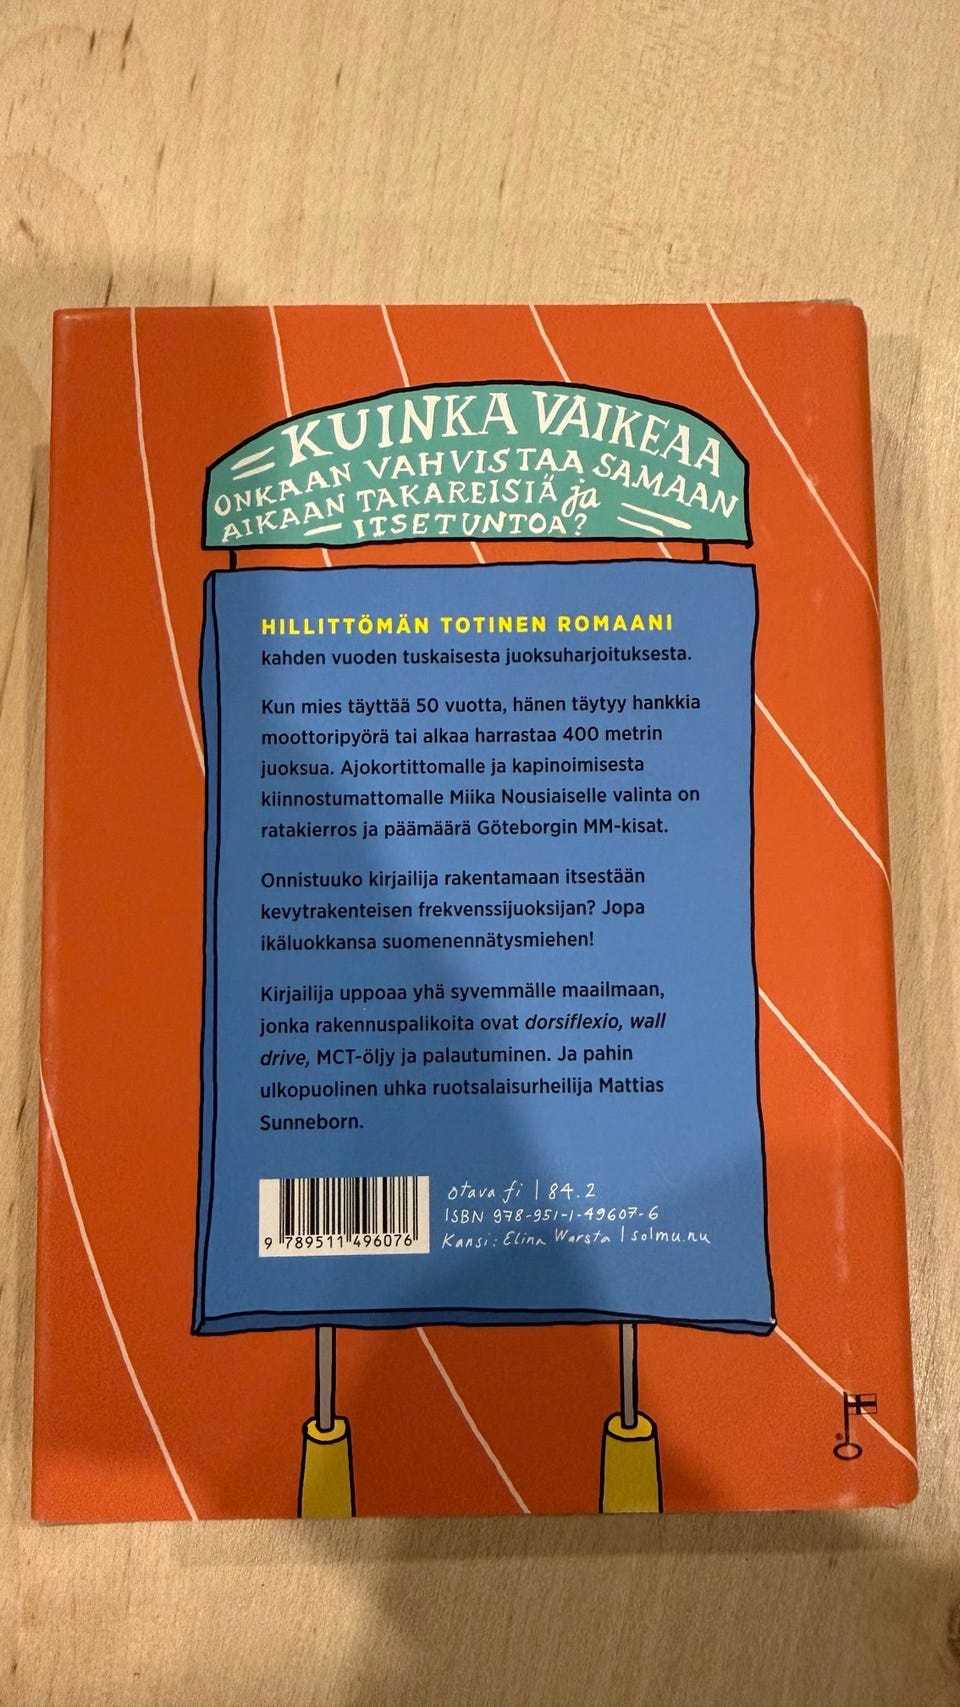 KUINKA VAIKEAA
ONKAAN VAHVISTAA SAMAAN
AIKAAN TAKAREISIÄ ja
ITSETUNTOA?
HILLITTÖMÄN TOTINEN ROMAANI
kahden vuoden tuskaisesta juoksuharjoituksesta.
Kun mies täyttää 50 vuotta, hänen täytyy hankkia
moottoripyörä tai alkaa harrastaa 400 metrin
juoksua. Ajokortittomalle ja kapinoimisesta
kiinnostumattomalle Miika Nousiaiselle valinta on
ratakierros ja päämäärä Göteborgin MM-kisat.
Onnistuuko kirjailija rakentamaan itsestään
kevytrakenteisen frekvenssijuoksijan? Jopa
ikäluokkansa suomenennätysmiehen!
Kirjailija uppoaa yhä syvemmälle maailmaan,
jonka rakennuspalikoita ovat dorsiflexio, wall
drive, MCT-öljy ja palautuminen. Ja pahin
ulkopuolinen uhka ruotsalaisurheilija Mattias
Sunneborn.
otava.fi | 84.2
ISBN 978-951-1-49607-6
Kansi: Elina Warsta | solmu.nu
9 789511 496076